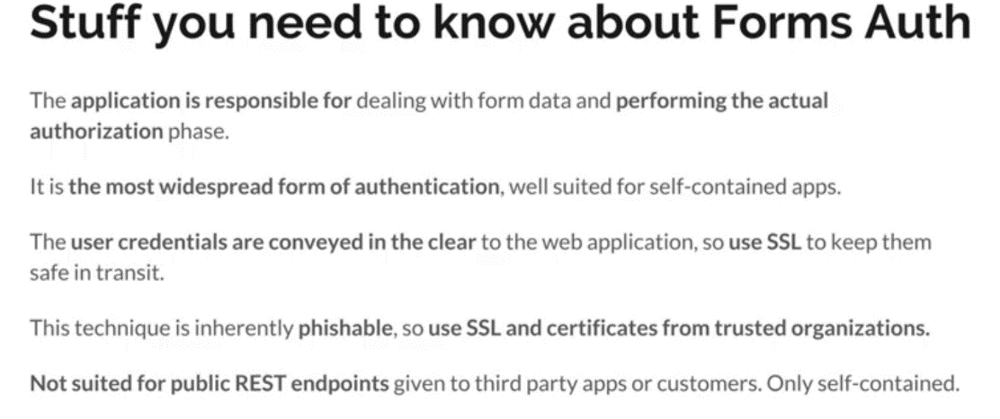 Stuff you need to know about Forms Auth
The application is responsible for dealing with form data and performing the actual
authorization phase.
It is the most widespread form of authentication, well suited for self-contained apps.
The user credentials are conveyed in the clear to the web application, so use SSL to keep them
safe in transit.
This technique is inherently phishable, so use SSL and certificates from trusted organizations.
Not suited for public REST endpoints given to third party apps or customers. Only self-contained.